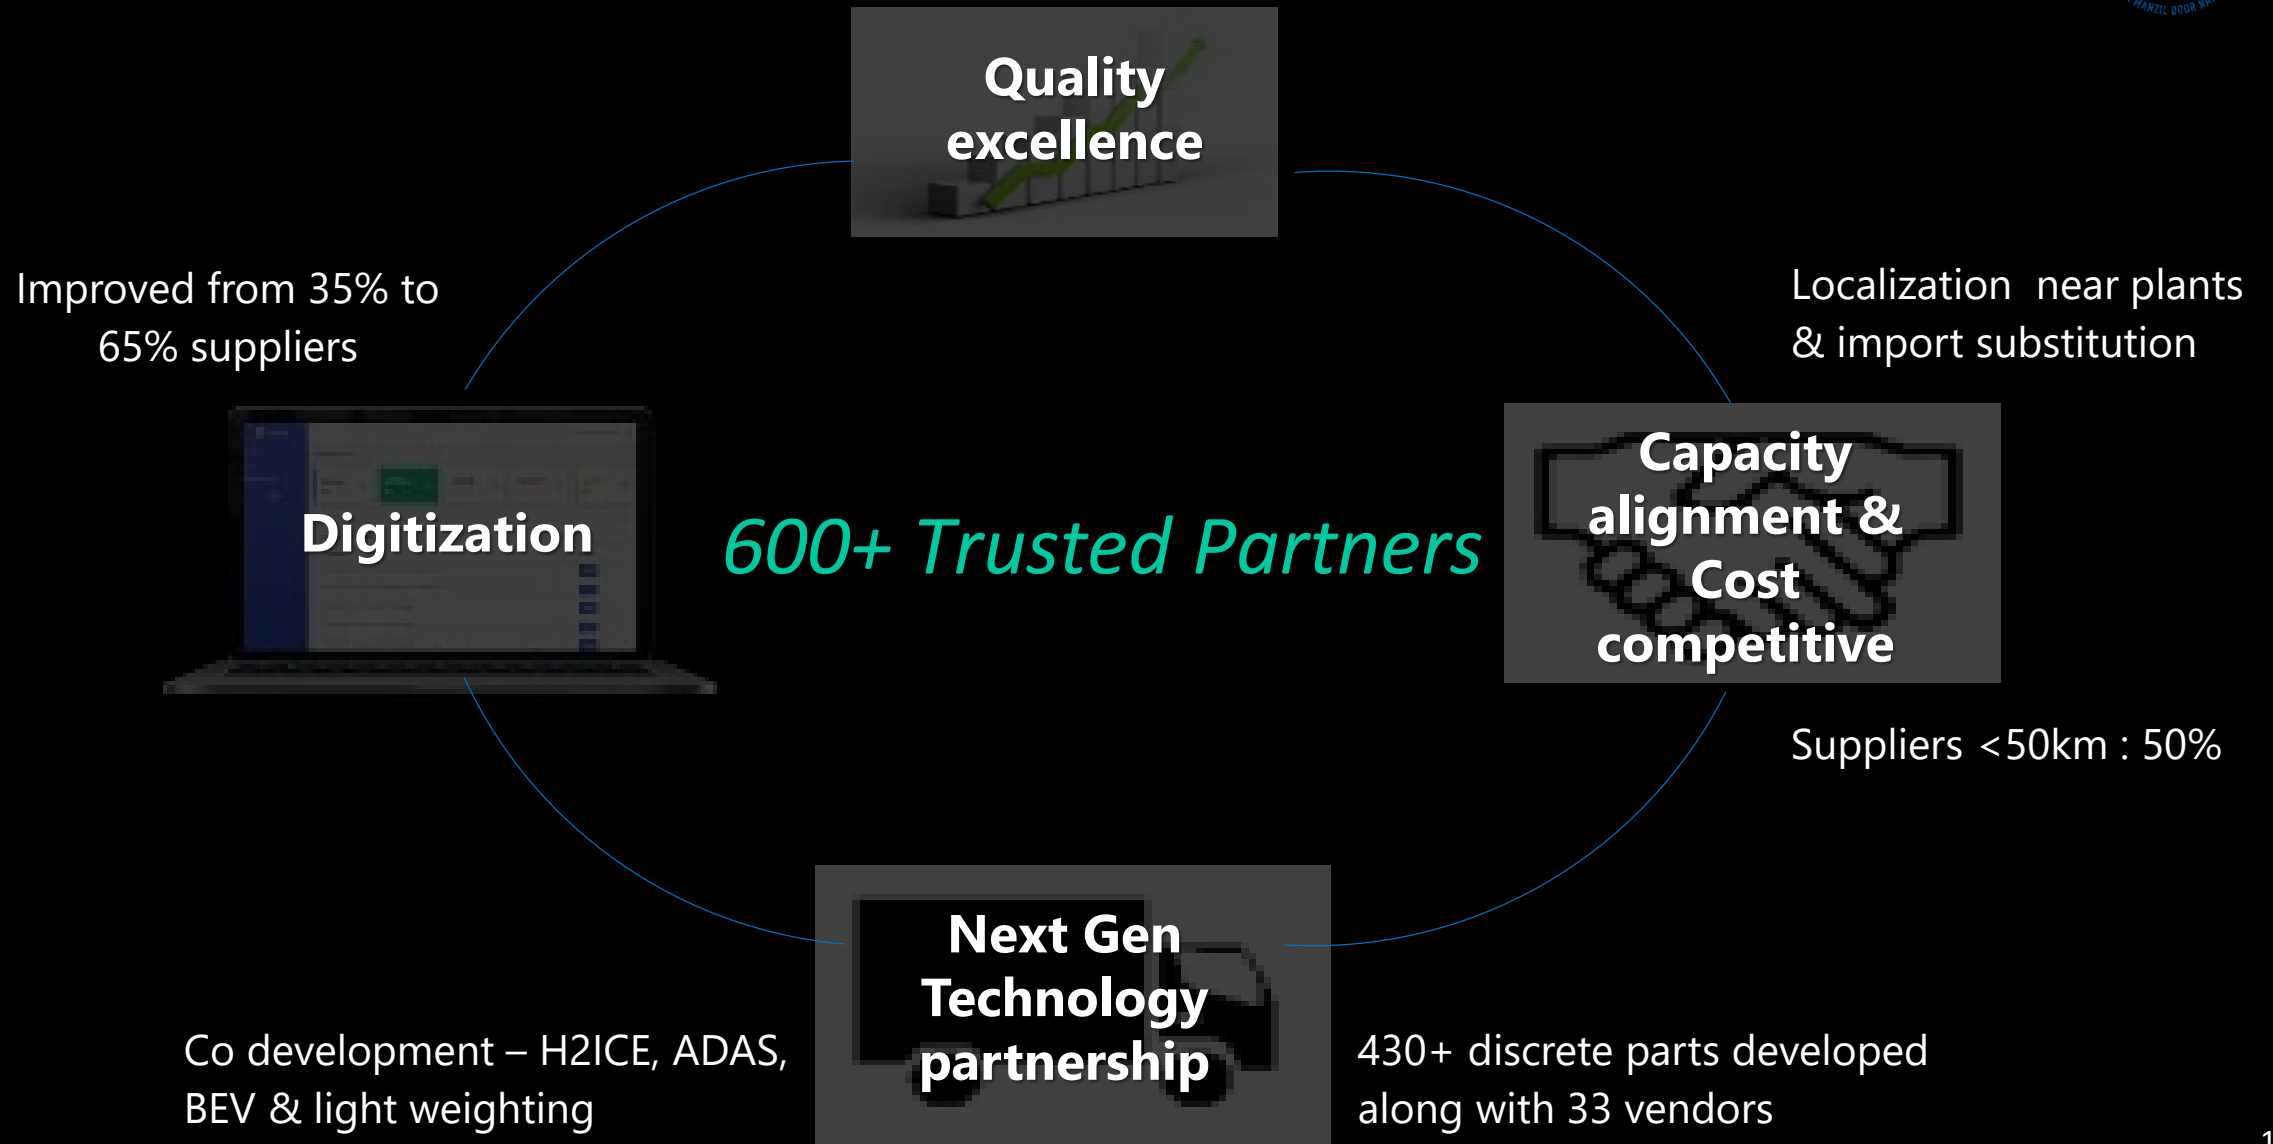 MANZIL DOOR
Quality
excellence
Improved from 35% to
65% suppliers
Localization  near plants
& import substitution
Digitization
600+ Trusted Partners
Capacity
alignment &
Cost
competitive
Suppliers <50km : 50%
Next Gen
Technology
partnership
Co development – H2ICE, ADAS,
BEV & light weighting
430+ discrete parts developed
along with 33 vendors